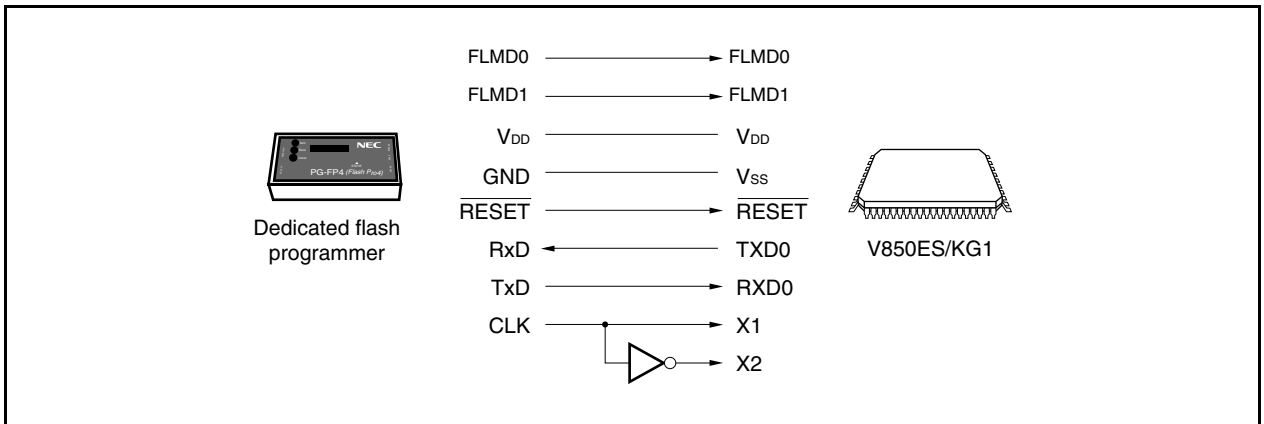 FLMD0 FLMD0
FLMD1 FLMD1
VDD VDD
GND VSS
RESET RESET
RxD TXD0
TxD RXD0
CLK X1
X2
NEC
PG-FP4 (Flash Pro4)
Dedicated flash
programmer
V850ES/KG1